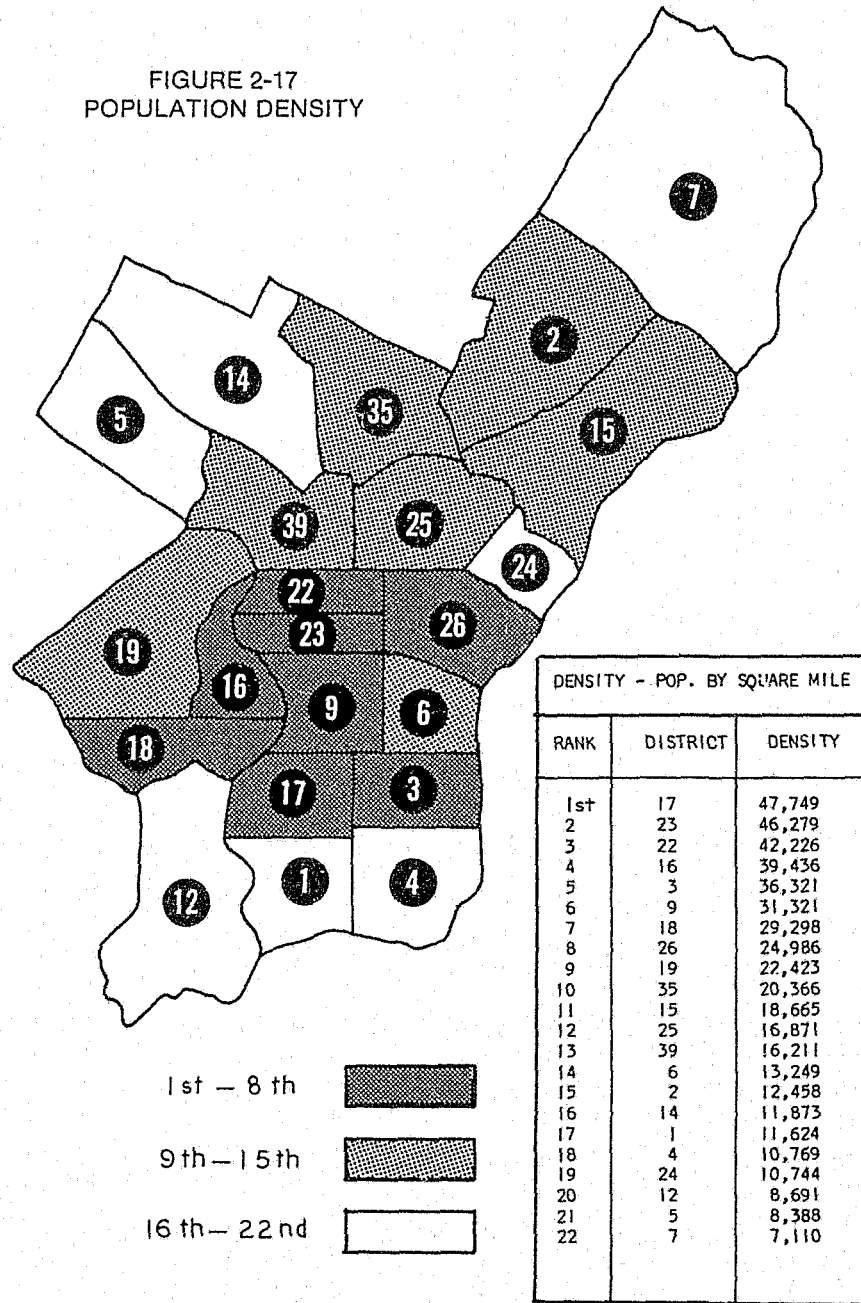 FIGURE 2-17
POPULATION DENSITY
7
2
14
35
5
15
39
25
24
22
23
26
19
16
9
6
18
17
3
1
4
12
DENSITY - POP. BY SQUARE MILE
RANK DISTRICT DENSITY
1st 17 47,749
2 23 46,279
3 22 42,226
4 16 39,436
5 3 36,321
6 9 31,321
7 18 29,298
8 26 24,986
9 19 22,423
10 35 20,366
11 15 18,665
12 25 16,871
13 39 16,211
14 6 13,249
15 2 12,458
16 14 11,873
17 1 11,624
18 4 10,769
19 24 10,744
20 12 8,691
21 5 8,388
22 7 7,110
1st – 8th
9th – 15th
16th – 22nd